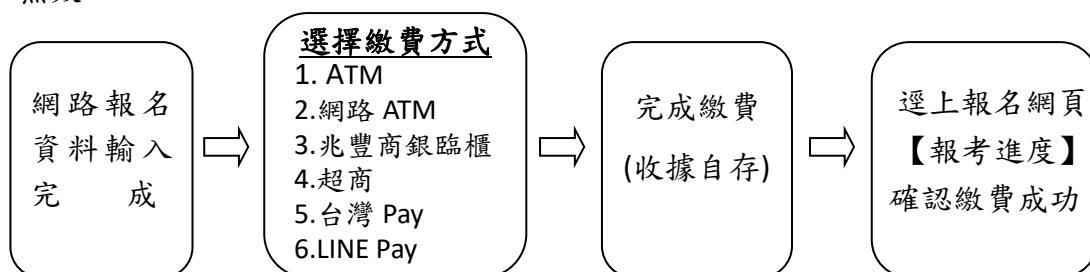 網路報名
資料輸入
完成
選擇繳費方式
1. ATM
2.網路 ATM
3.兆豐商銀臨櫃
4.超商
5.台灣 Pay
6.LINE Pay
完成繳費
(收據自存)
逕上報名網頁
【報考進度】
確認繳費成功